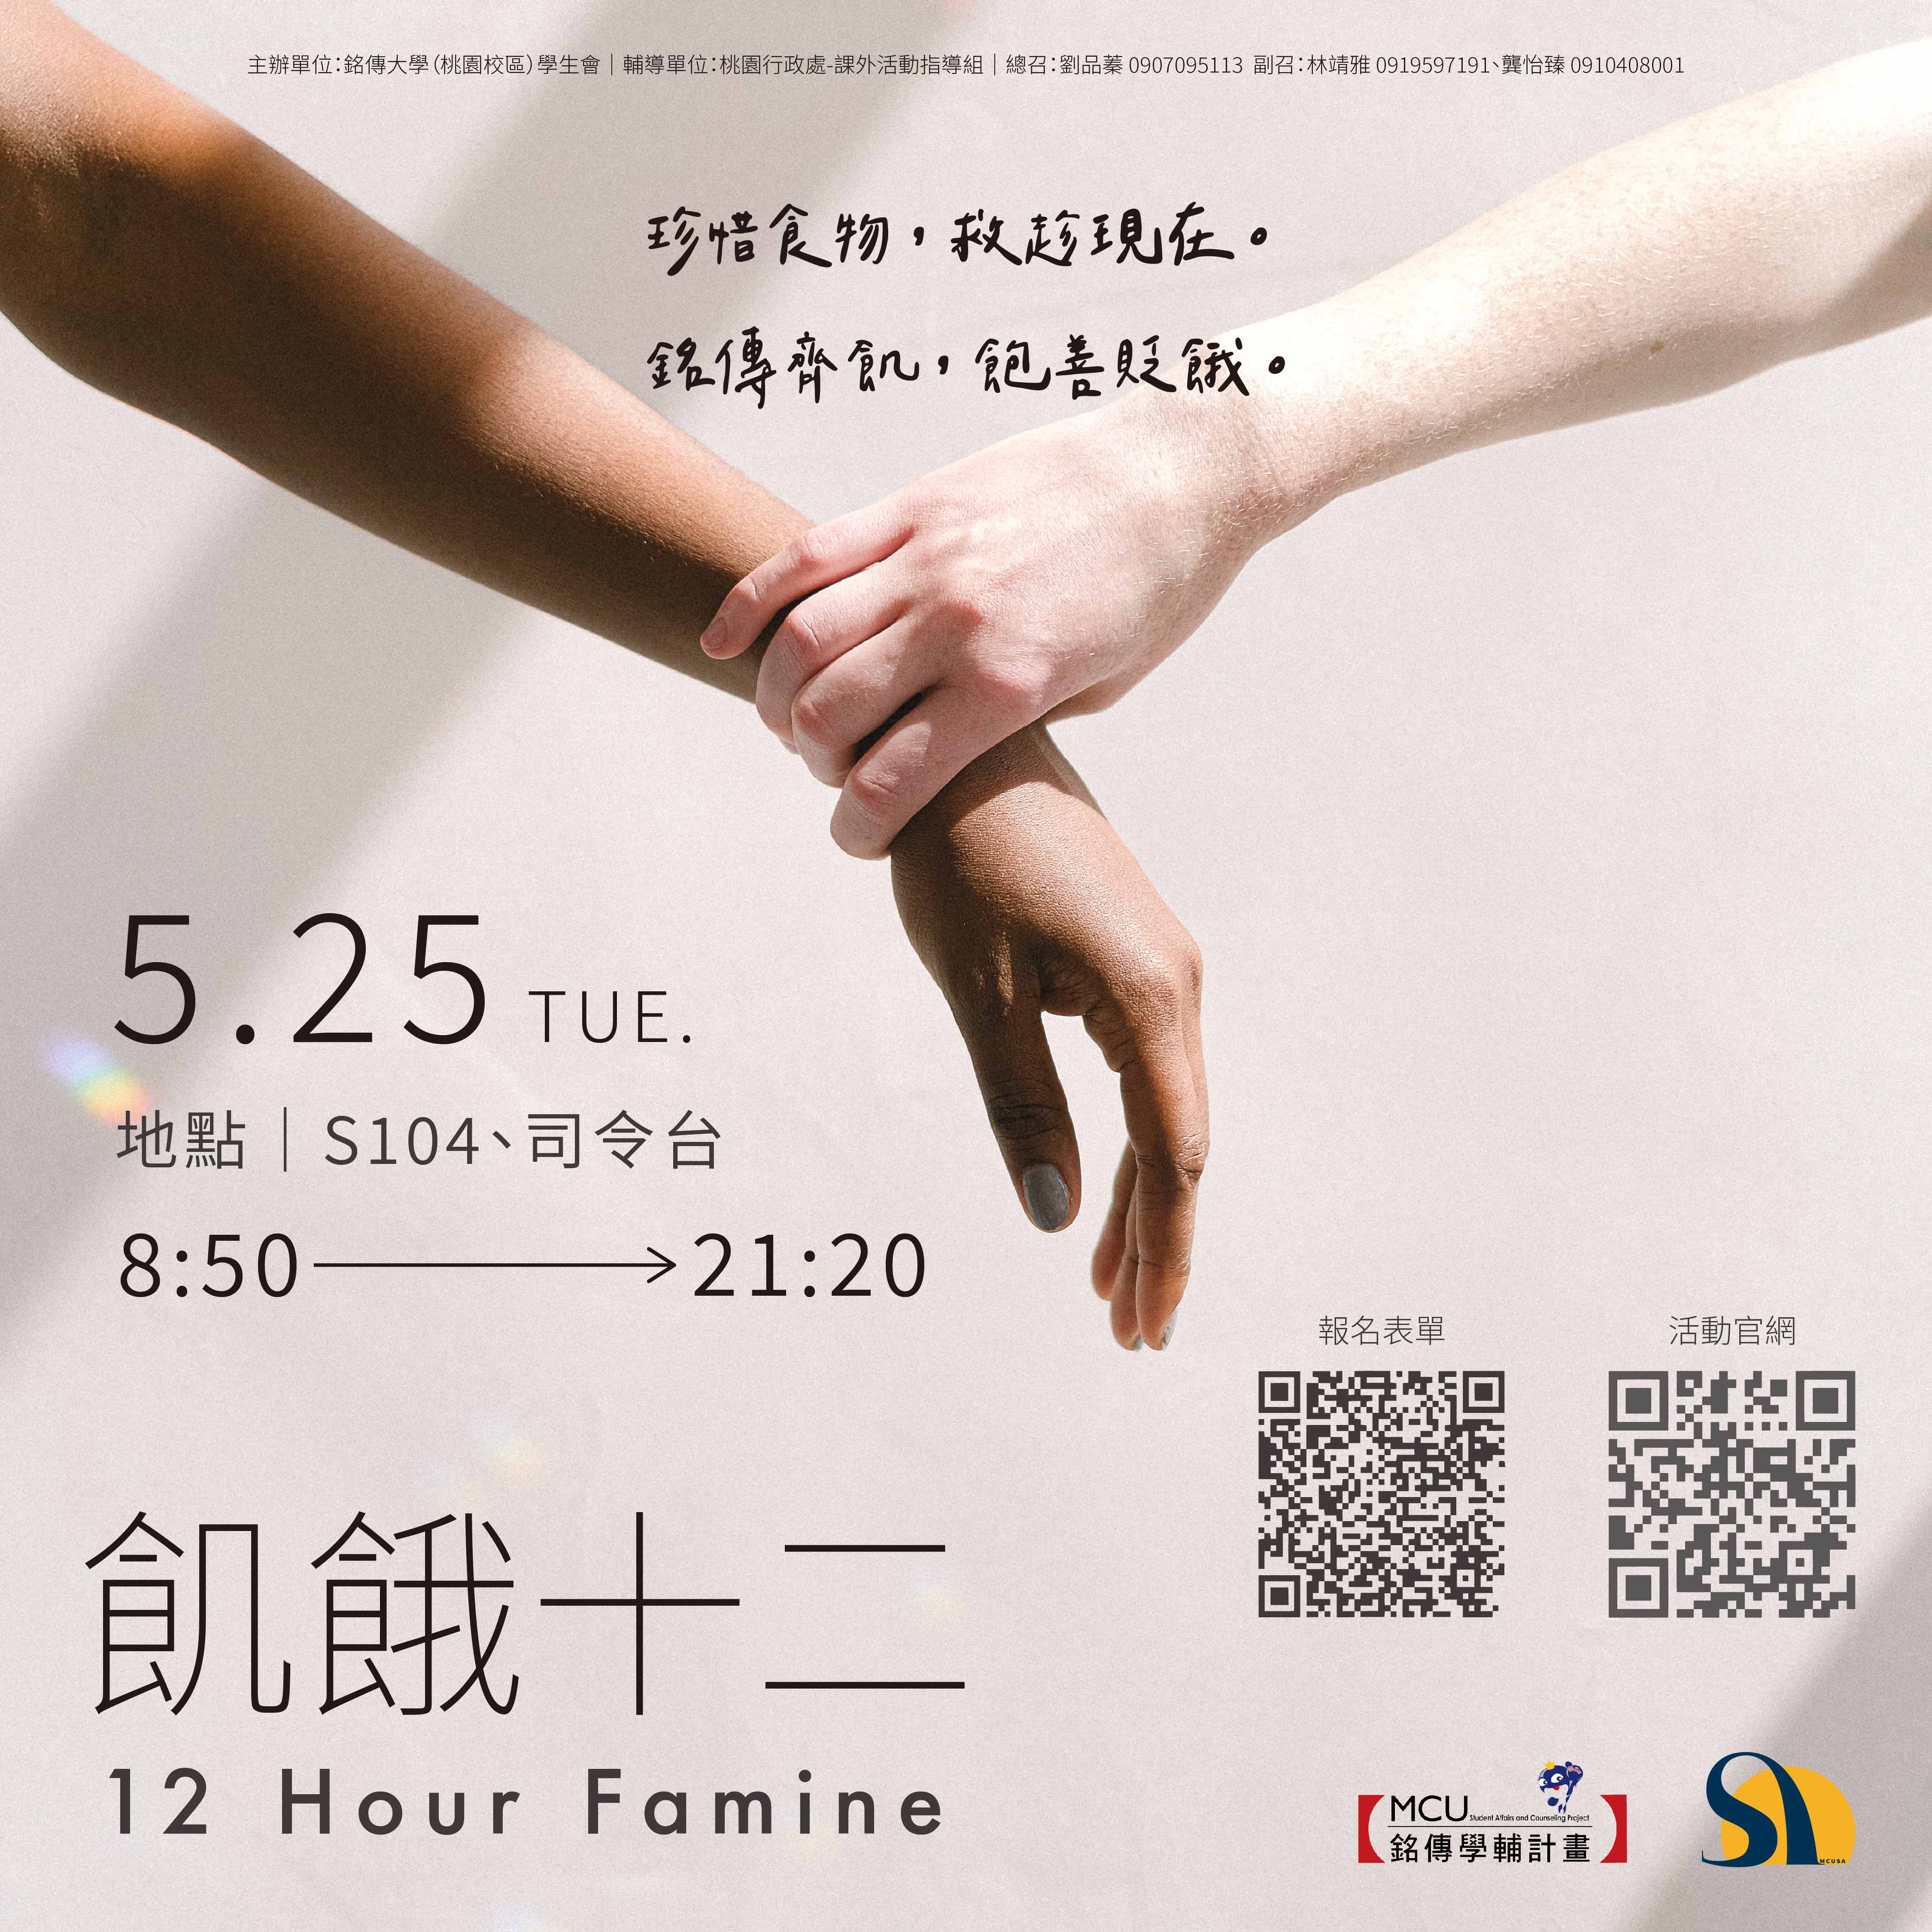 主辦單位：銘傳大學（桃園校區）學生會｜輔導單位：桃園行政處-課外活動指導組｜總召：劉品蓁 0907095113 副召：林靖雅 0919597191、龔怡臻 0910408001
珍惜食物，救趁現在。
銘傳齊飢，飽善貶餓。
5.25 TUE.
地點｜S104、司令台
8:50 → 21:20
報名表單
活動官網
飢餓十二
12 Hour Famine
MCU Student Affairs and Counseling Project
【銘傳學輔計畫】
SA
MCUSA